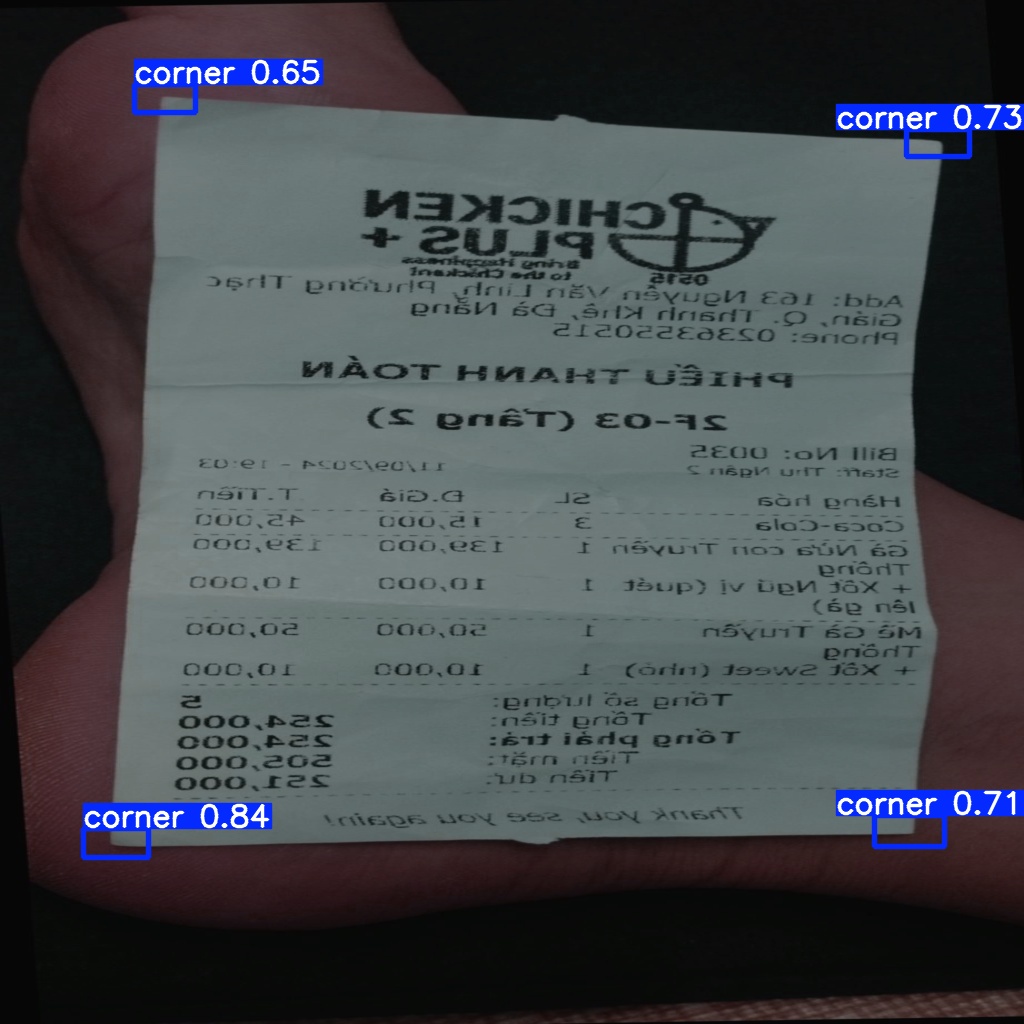 corner 0.65
corner 0.73
CHICKEN
PLUS +
Bring Happiness
to the Chickent
0515
Add: 163 Nguyễn Văn Linh, Phường Thạc
Gián, Q. Thanh Khê, Đà Nẵng
Phone: 02363550515
PHIẾU THANH TOÁN
2F-03 (Tầng 2)
Bill No: 0035
Staff: Thu Ngân 2 11/09/2024 - 19:03
Hàng hóa SL Đ.Giá T.Tiền
Coca-Cola 3 15,000 45,000
Gà Nửa con Truyền 1 139,000 139,000
Thống
+ Xốt Ngũ vị (quét 1 10,000 10,000
lên gà)
Mề Gà Truyền 1 50,000 50,000
Thống
+ Xốt Sweet (nhỏ) 1 10,000 10,000
Tổng số lượng: 5
Tổng tiền: 254,000
Tổng phải trả: 254,000
Tiền mặt: 505,000
Tiền dư: 251,000
Thank you, see you again!
corner 0.84
corner 0.71